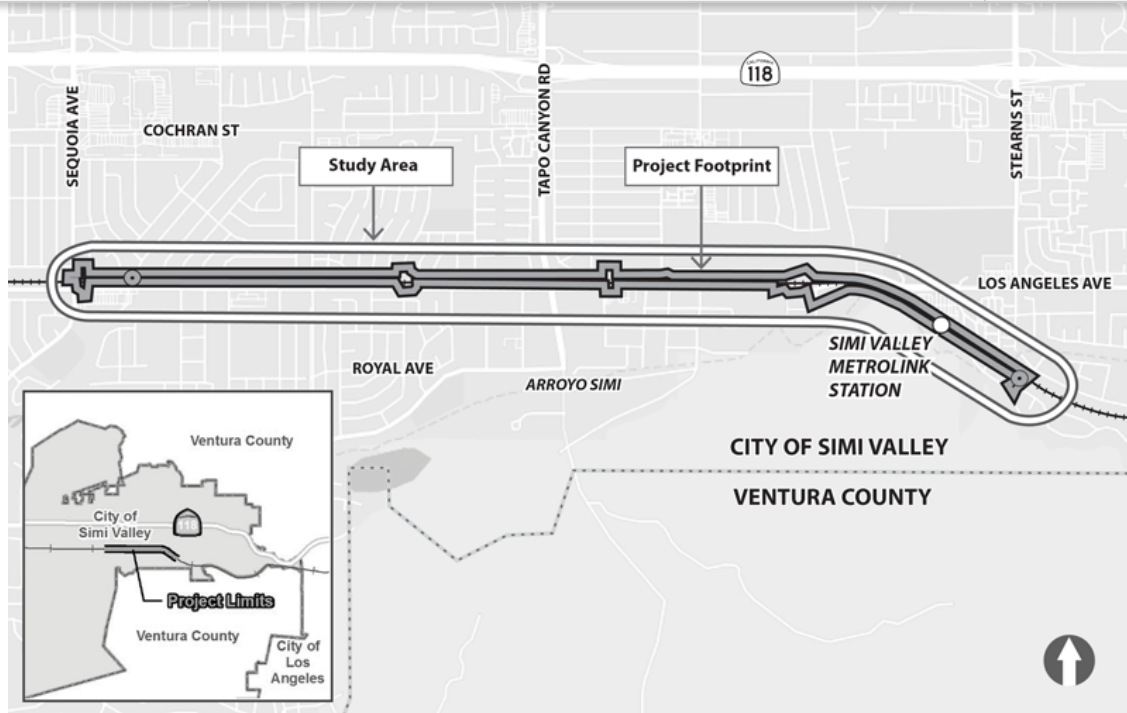 CALIFORNIA
118
SEQUOIA AVE
COCHRAN ST
TAPO CANYON RD
STEARNS ST
Study Area
Project Footprint
LOS ANGELES AVE
SIMI VALLEY
METROLINK
STATION
ROYAL AVE
ARROYO SIMI
CITY OF SIMI VALLEY
VENTURA COUNTY
Ventura County
City of
Simi Valley
118
Project Limits
Ventura County
City of
Los
Angeles